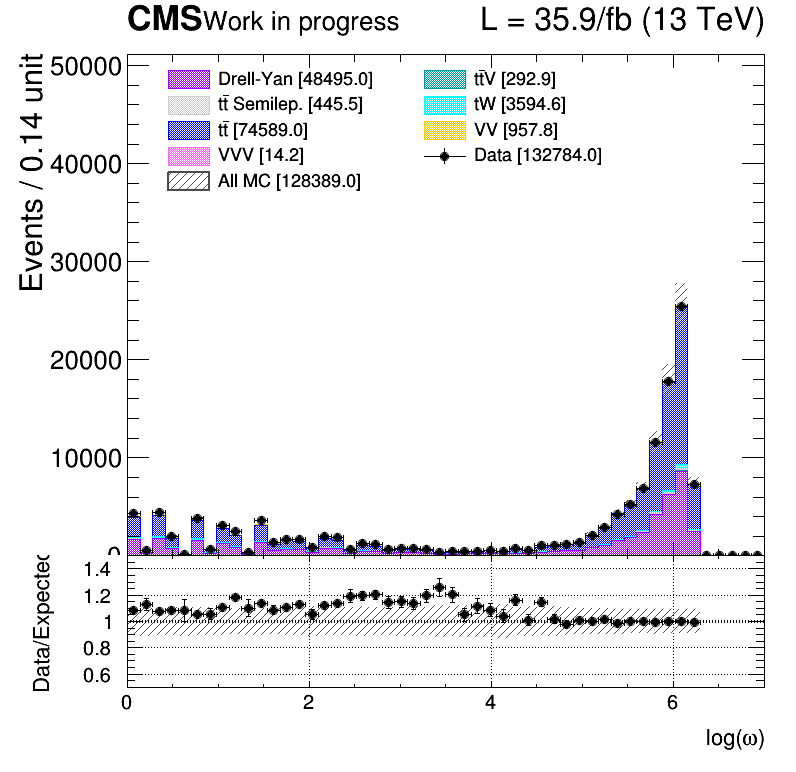 CMS Work in progress L = 35.9/fb (13 TeV)
Events / 0.14 unit
50000
40000
30000
20000
10000
0
Drell-Yan [48495.0]
tt̄ Semilep. [445.5]
tt̄ [74589.0]
VVV [14.2]
All MC [128389.0]
tt̄V [292.9]
tW [3594.6]
VV [957.8]
Data [132784.0]
Data/Expected
1.4
1.2
1
0.8
0.6
0 2 4 6
log(ω)